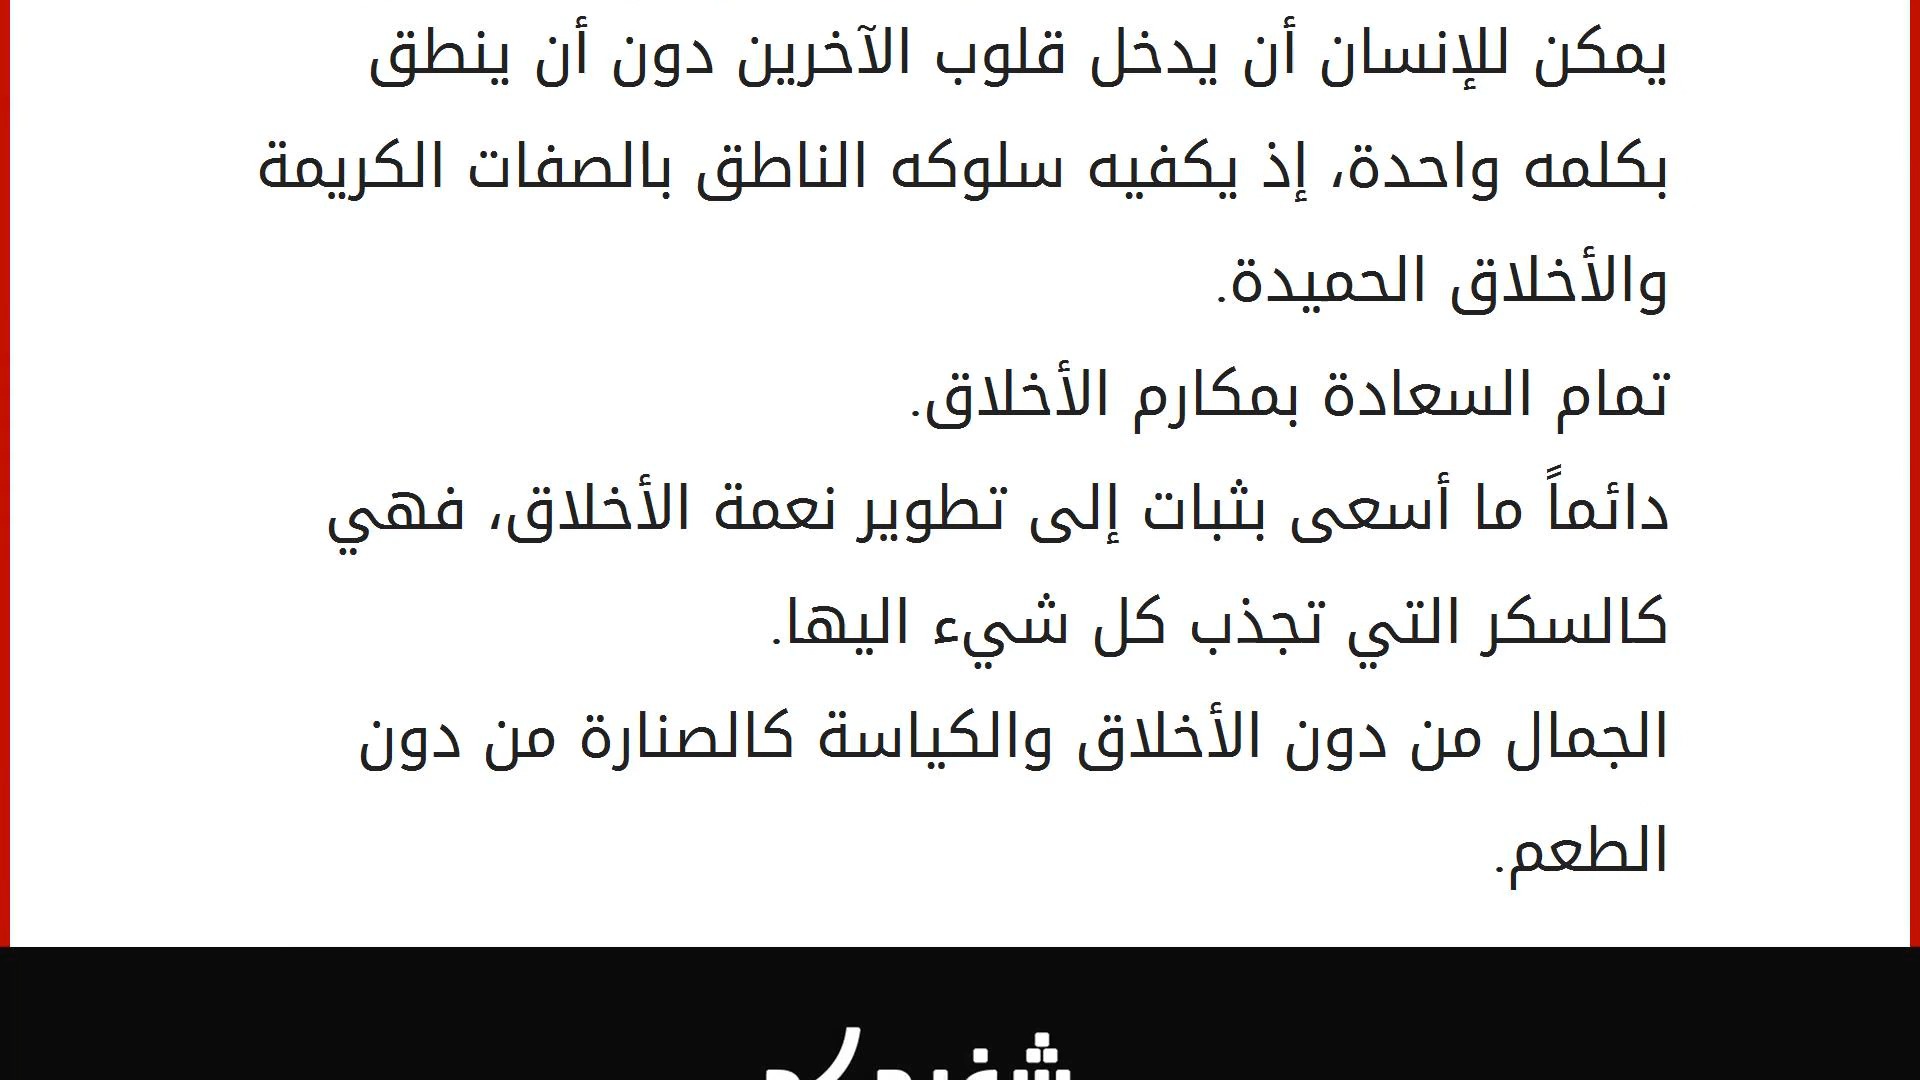 يمكن للإنسان أن يدخل قلوب الآخرين دون أن ينطق
بكلمه واحدة، إذ يكفيه سلوكه الناطق بالصفات الكريمة
والأخلاق الحميدة.
تمام السعادة بمكارم الأخلاق.
دائماً ما أسعى بثبات إلى تطوير نعمة الأخلاق، فهي
كالسكر التي تجذب كل شيء اليها.
الجمال من دون الأخلاق والكياسة كالصنارة من دون
الطعم.